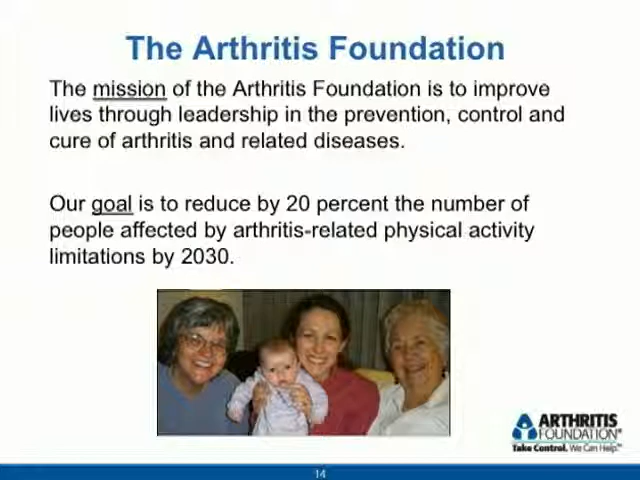 The Arthritis Foundation
The mission of the Arthritis Foundation is to improve
lives through leadership in the prevention, control and
cure of arthritis and related diseases.
Our goal is to reduce by 20 percent the number of
people affected by arthritis-related physical activity
limitations by 2030.
ARTHRITIS
FOUNDATION®
Take Control. We Can Help.™
14